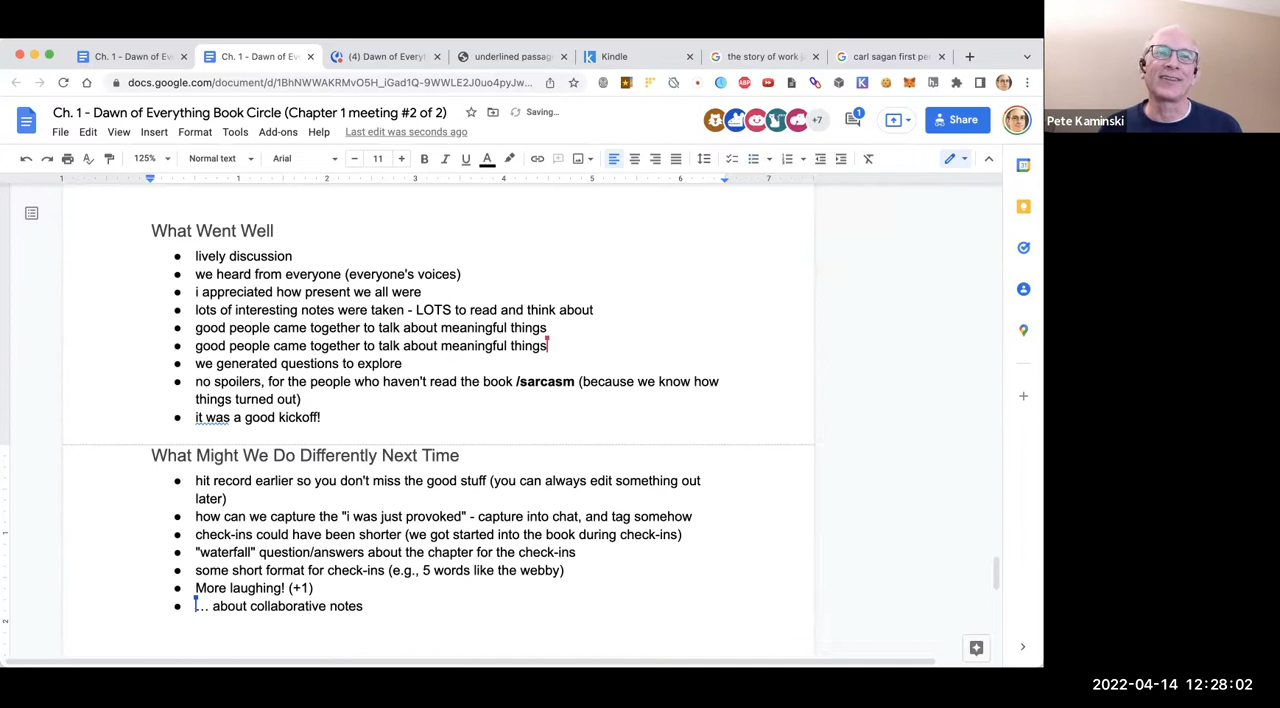 Ch. 1 - Dawn of Ev
Ch. 1 - Dawn of Ev
(4) Dawn of Everyt
underlined passag
Kindle
the story of work j
carl sagan first per
docs.google.com/document/d/1BhNWWAKRMvO5H_iGad1Q-9WWLE2J0uo4pyJw...
Ch. 1 - Dawn of Everything Book Circle (Chapter 1 meeting #2 of 2)
Saving...
+7
1
Share
File Edit View Insert Format Tools Add-ons Help Last edit was seconds ago
125% Normal text Arial 11 B I U A
1 1 2 3 4 5 6 7
What Went Well
● lively discussion
● we heard from everyone (everyone's voices)
● i appreciated how present we all were
● lots of interesting notes were taken - LOTS to read and think about
● good people came together to talk about meaningful things
● good people came together to talk about meaningful things
● we generated questions to explore
● no spoilers, for the people who haven't read the book /sarcasm (because we know how
things turned out)
● it was a good kickoff!
What Might We Do Differently Next Time
● hit record earlier so you don't miss the good stuff (you can always edit something out
later)
● how can we capture the "i was just provoked" - capture into chat, and tag somehow
● check-ins could have been shorter (we got started into the book during check-ins)
● "waterfall" question/answers about the chapter for the check-ins
● some short format for check-ins (e.g., 5 words like the webby)
● More laughing! (+1)
● … about collaborative notes
Pete Kaminski
2022-04-14 12:28:02